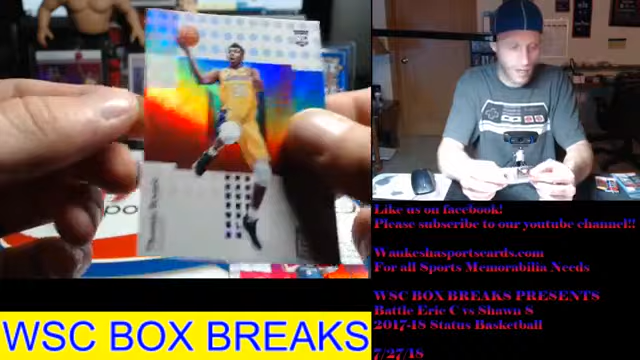 WSC BOX BREAKS
Like us on facebook!
Please subscribe to our youtube channel!!
Waukeshasportscards.com
For all Sports Memorabilia Needs
WSC BOX BREAKS PRESENTS
Battle Eric C vs Shawn S
2017-18 Status Basketball
7/27/18